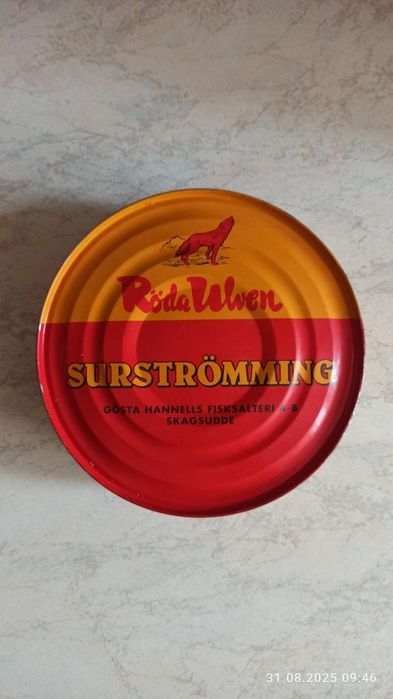 Röda Ulven
SURSTRÖMMING
GÖSTA HANNELLS FISKSALTERI A-B
SKAGSUDDE
31.08.2025 09:46